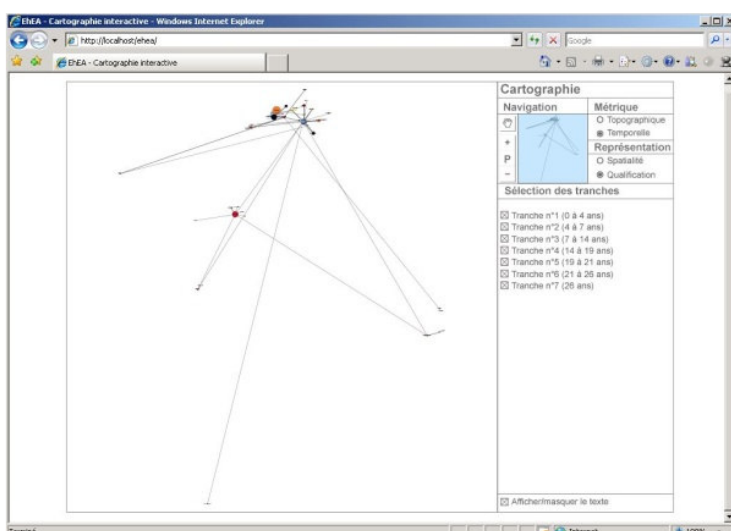 EhEA - Cartographie interactive - Windows Internet Explorer
http://localhost/ehea/
Google
EhEA - Cartographie interactive
Cartographie
Navigation
Métrique
Topographique
Temporelle
+
P
−
Représentation
Spatialité
Qualification
Sélection des tranches
Tranche n°1 (0 à 4 ans)
Tranche n°2 (4 à 7 ans)
Tranche n°3 (7 à 14 ans)
Tranche n°4 (14 à 19 ans)
Tranche n°5 (19 à 21 ans)
Tranche n°6 (21 à 26 ans)
Tranche n°7 (26 ans)
Afficher/masquer le texte
Terminé
Internet
100%